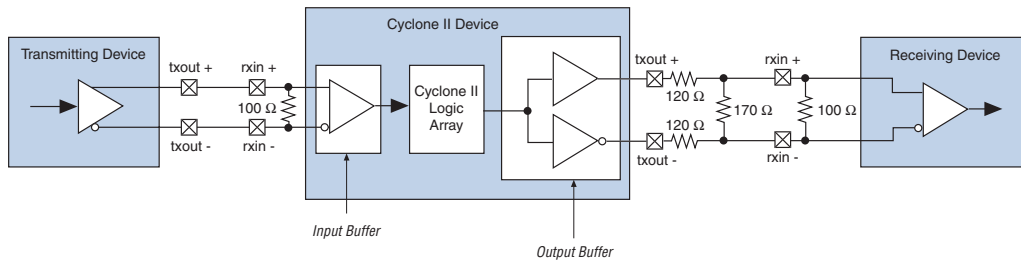 Cyclone II Device
Transmitting Device
Receiving Device
txout +
rxin +
txout +
rxin +
100 Ω
Cyclone II
Logic
Array
120 Ω
170 Ω
100 Ω
120 Ω
txout -
rxin -
txout -
rxin -
Input Buffer
Output Buffer